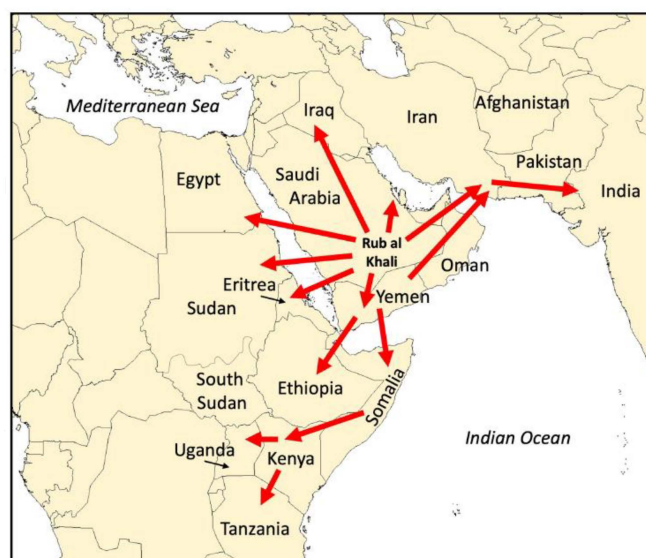 Mediterranean Sea
Iraq
Iran
Afghanistan
Pakistan
India
Egypt
Saudi
Arabia
Rub al
Khali
Oman
Yemen
Eritrea
Sudan
South
Sudan
Ethiopia
Somalia
Uganda
Kenya
Tanzania
Indian Ocean